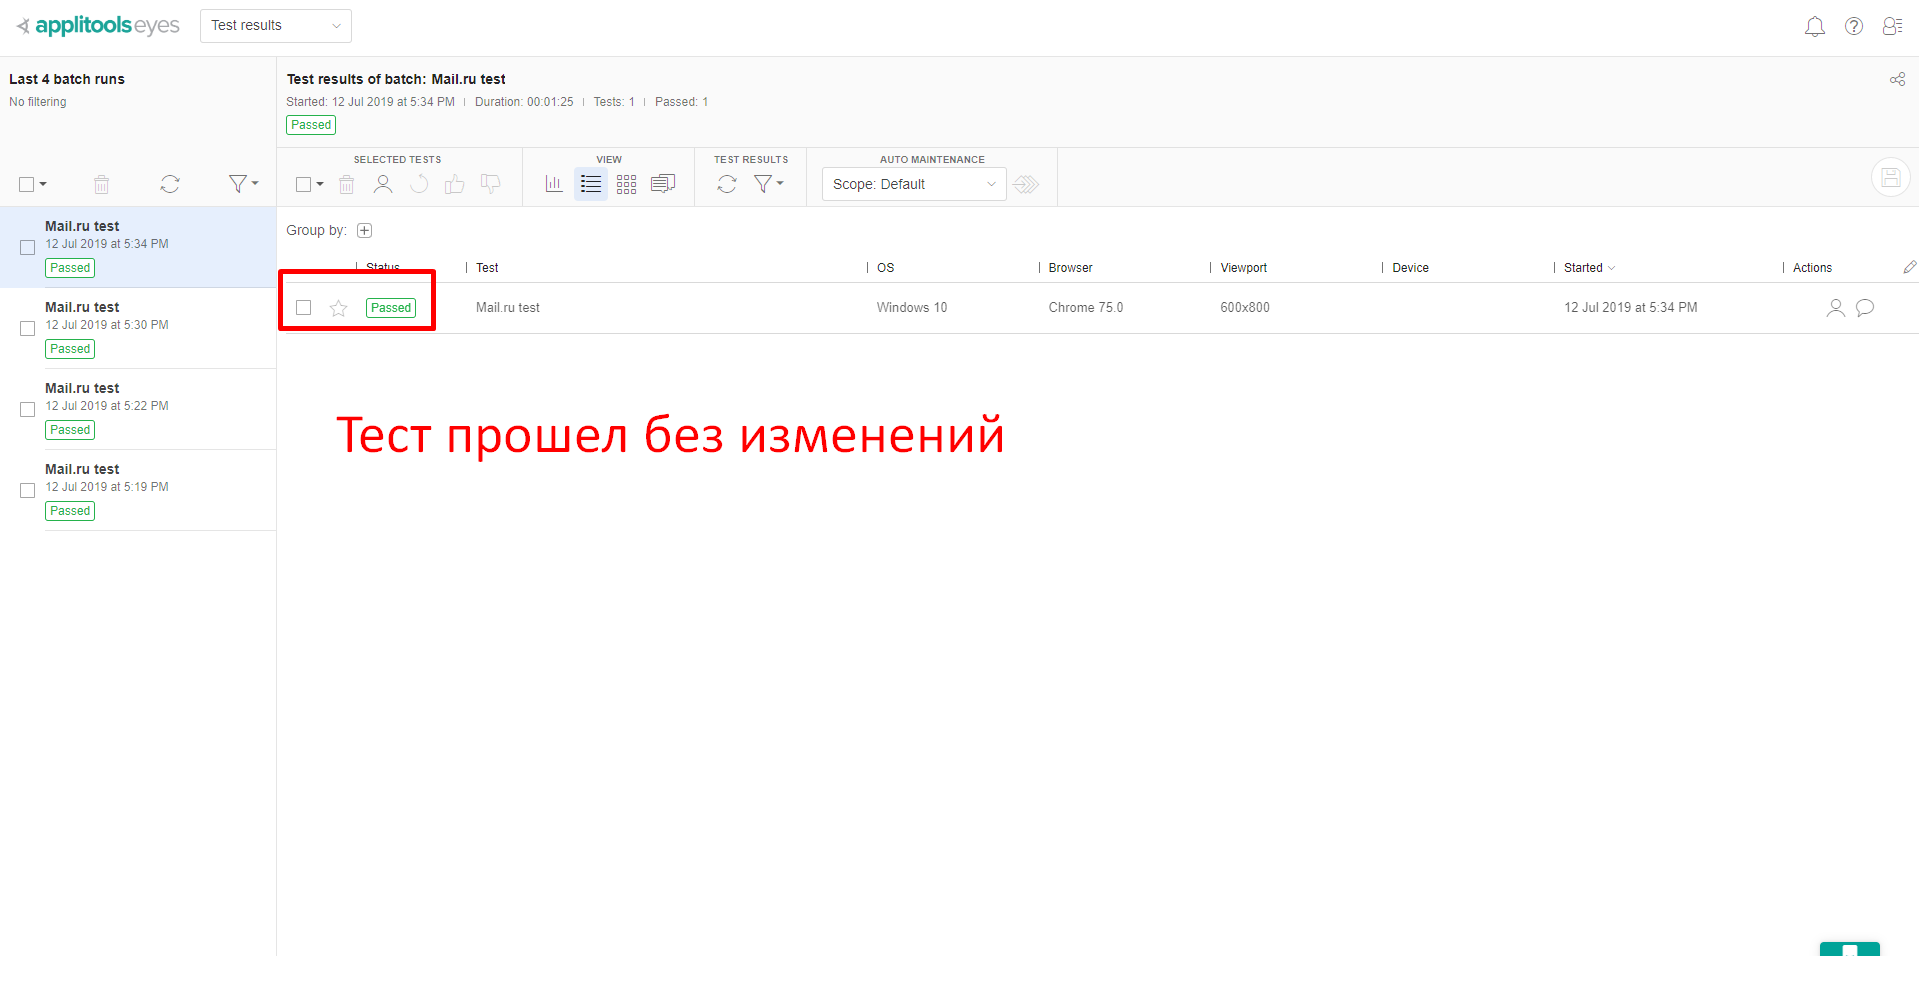 applitools eyes
Test results
Last 4 batch runs
No filtering
Test results of batch: Mail.ru test
Started: 12 Jul 2019 at 5:34 PM | Duration: 00:01:25 | Tests: 1 | Passed: 1
Passed
SELECTED TESTS
VIEW
TEST RESULTS
AUTO MAINTENANCE
Scope: Default
Mail.ru test
12 Jul 2019 at 5:34 PM
Passed
Mail.ru test
12 Jul 2019 at 5:30 PM
Passed
Mail.ru test
12 Jul 2019 at 5:22 PM
Passed
Mail.ru test
12 Jul 2019 at 5:19 PM
Passed
Group by:
Status | Test | OS | Browser | Viewport | Device | Started | Actions
Passed Mail.ru test Windows 10 Chrome 75.0 600x800 12 Jul 2019 at 5:34 PM
Тест прошел без изменений